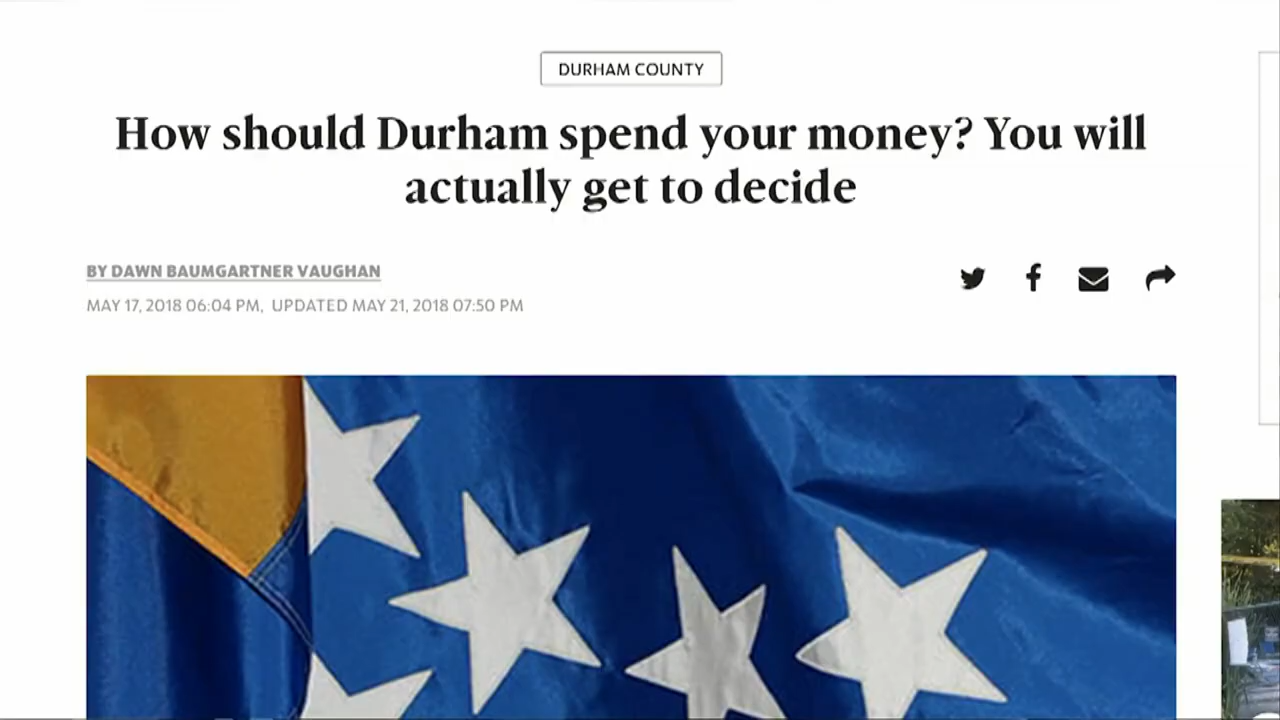 DURHAM COUNTY
How should Durham spend your money? You will
actually get to decide
BY DAWN BAUMGARTNER VAUGHAN
MAY 17, 2018 06:04 PM, UPDATED MAY 21, 2018 07:50 PM